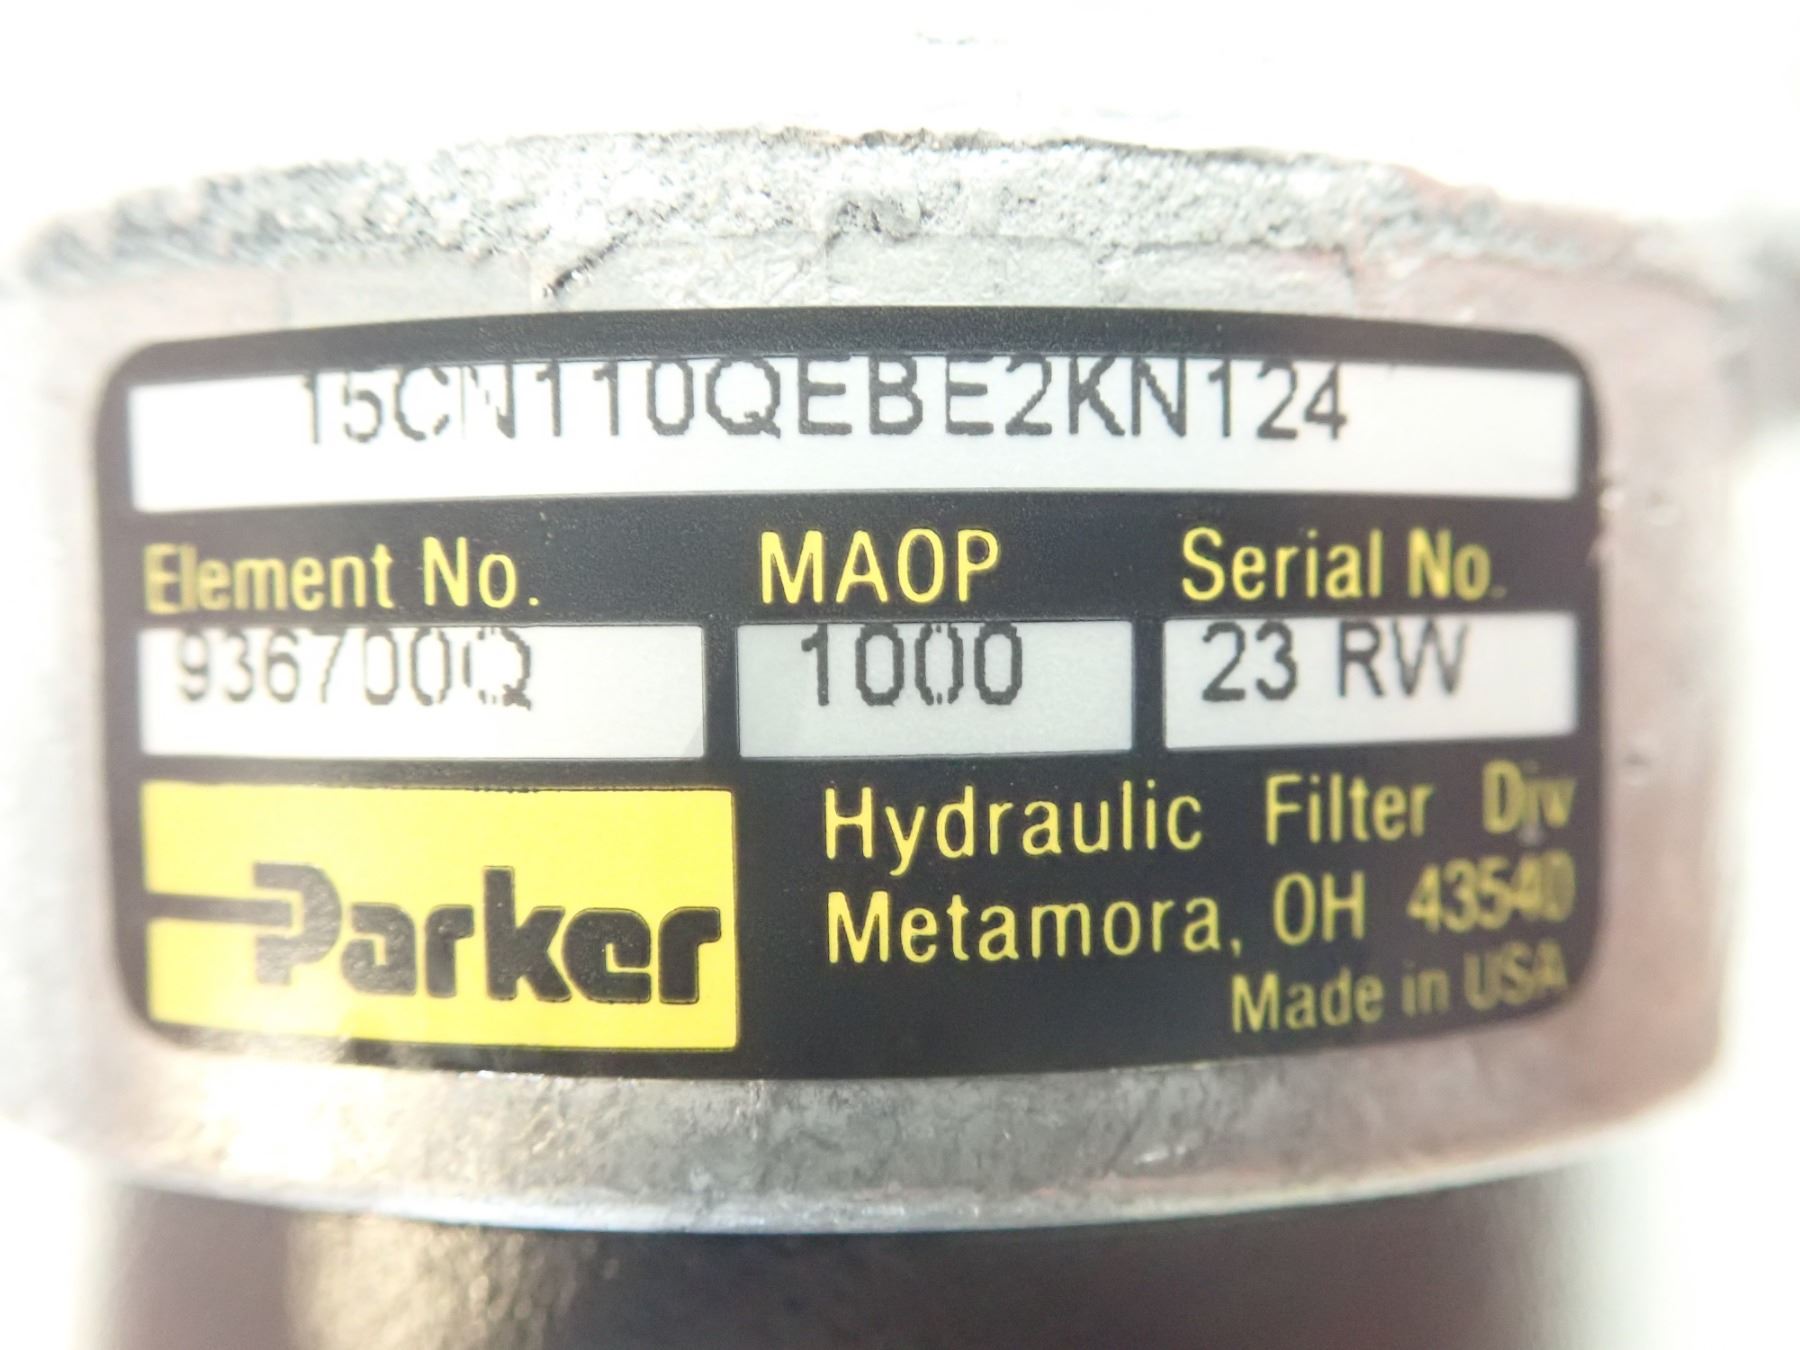 15CN110QEBE2KN124
Element No. MAOP Serial No.
936700Q 1000 23 RW
Parker
Hydraulic Filter Div
Metamora, OH 43540
Made in USA